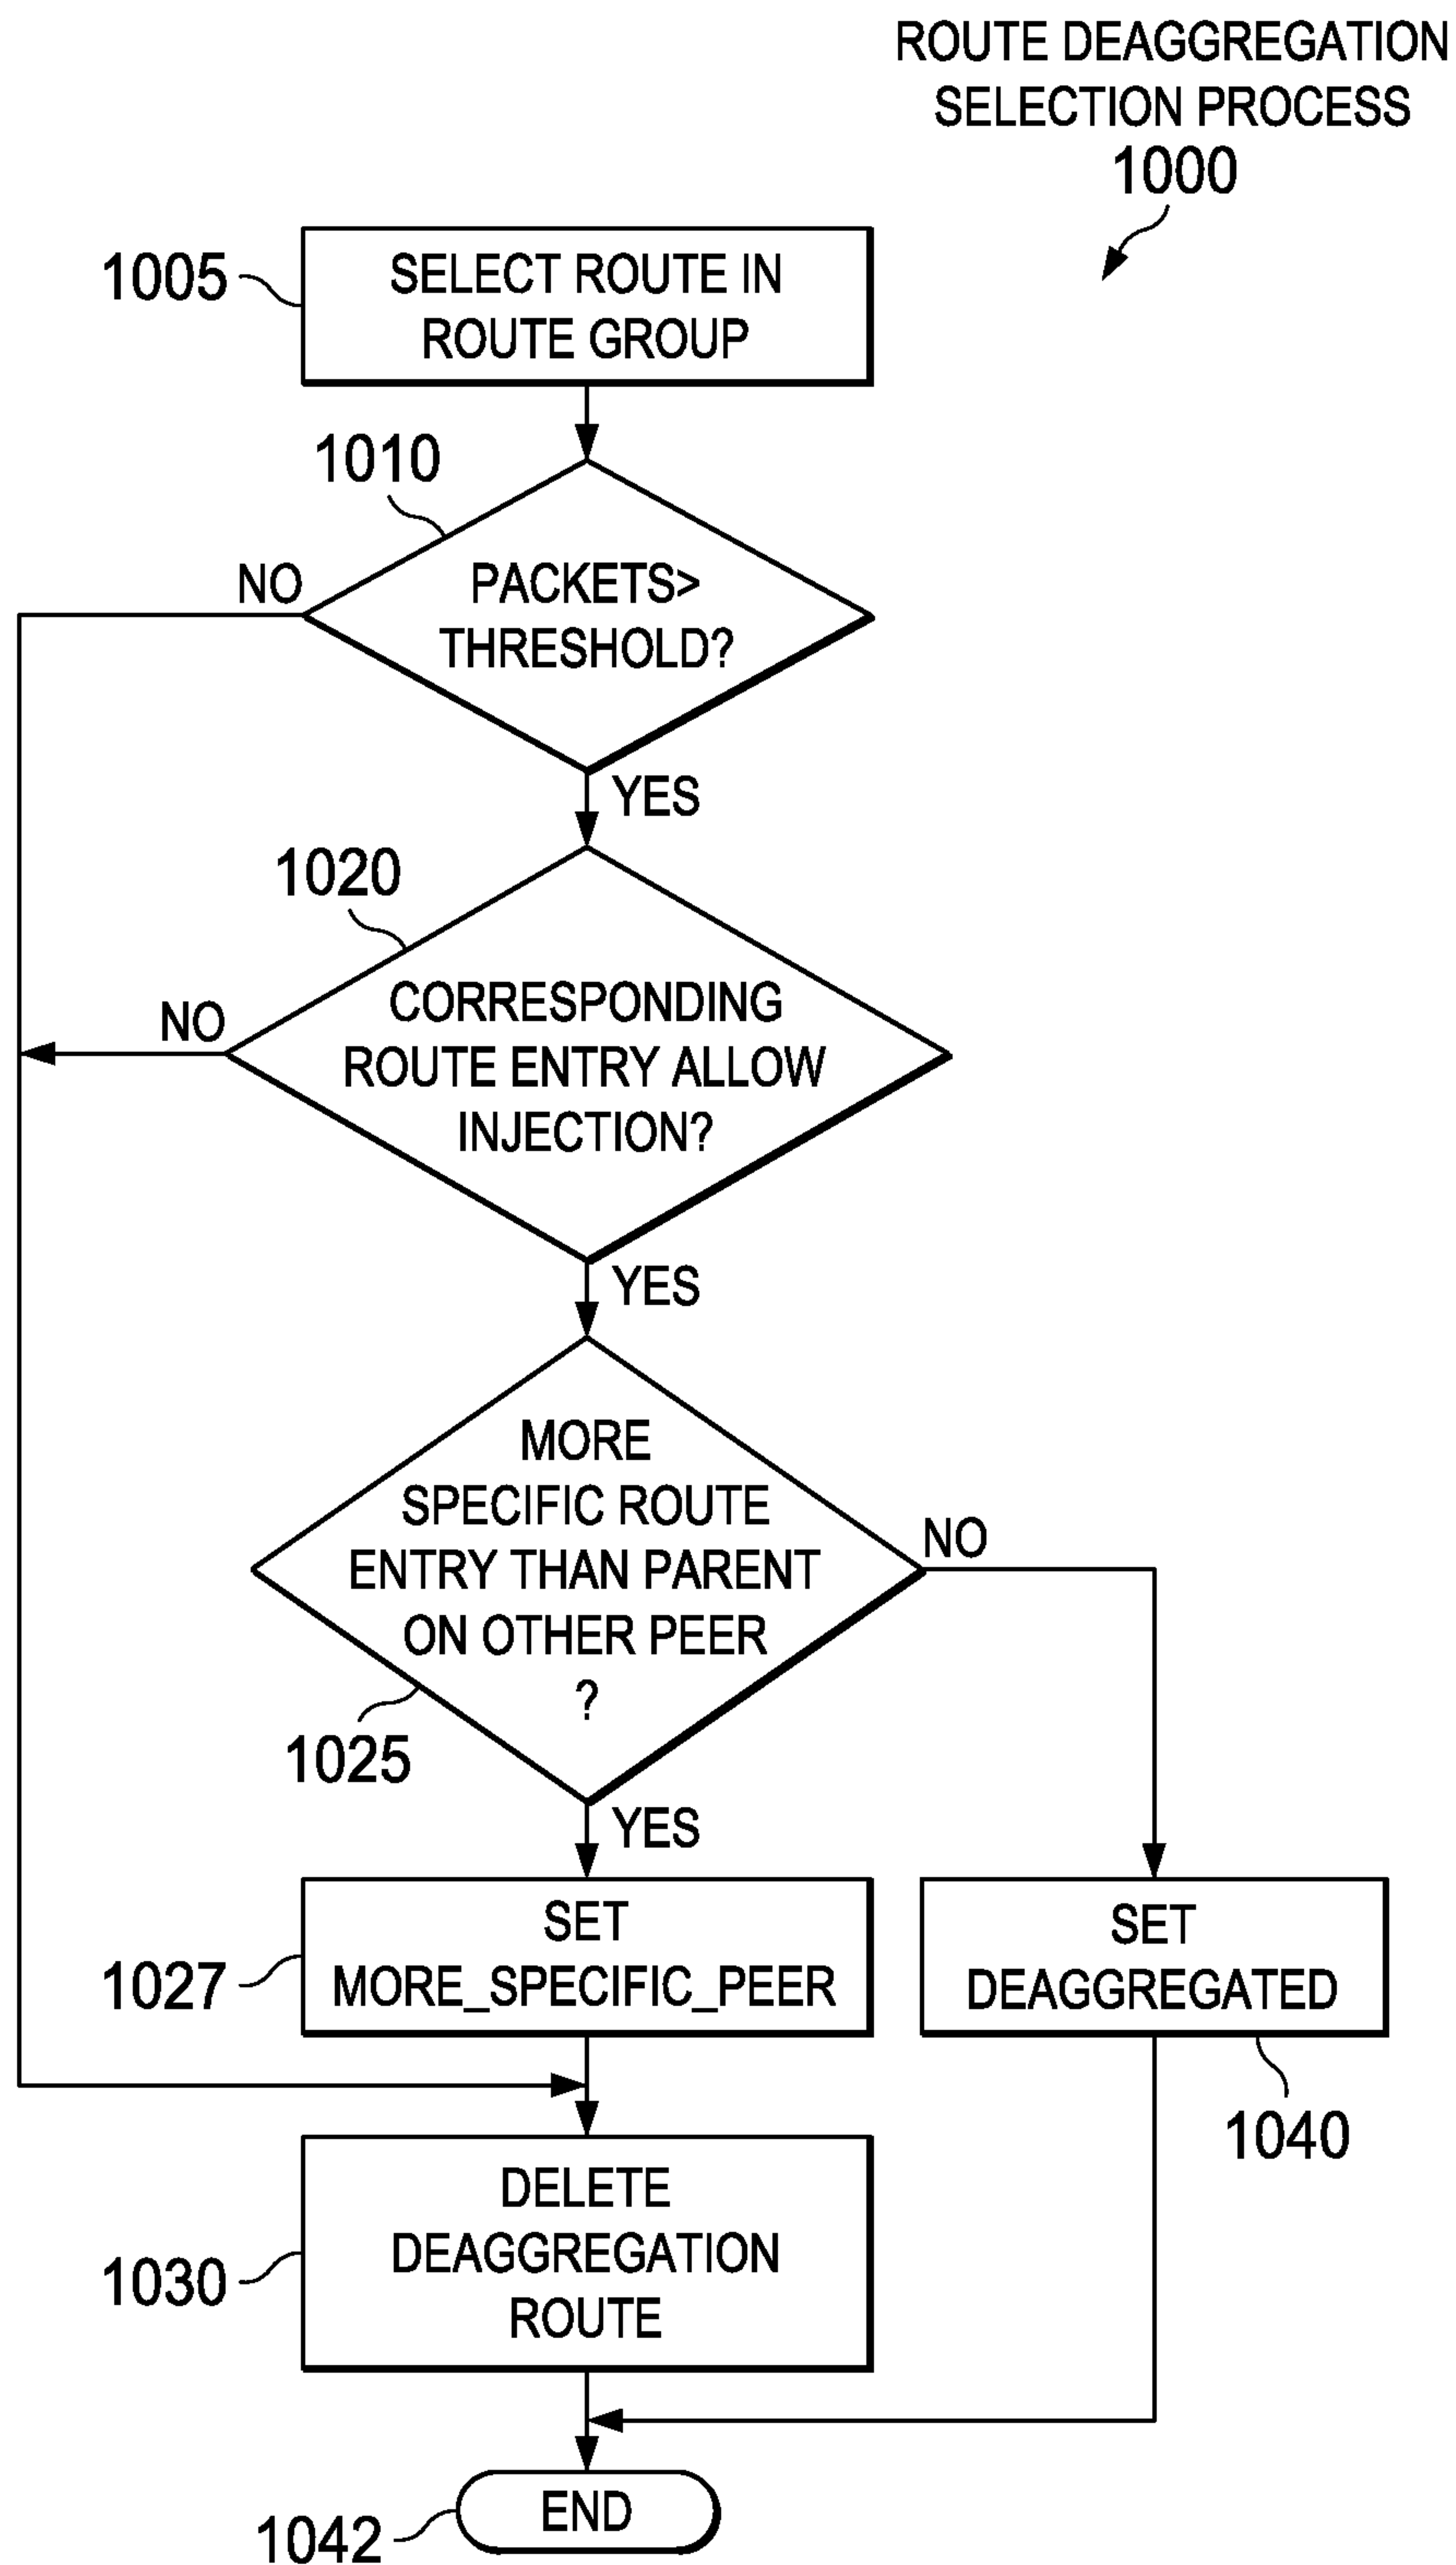 ROUTE DEAGGREGATION
SELECTION PROCESS
1000
1005
SELECT ROUTE IN
ROUTE GROUP
1010
NO
PACKETS>
THRESHOLD?
YES
1020
NO
CORRESPONDING
ROUTE ENTRY ALLOW
INJECTION?
YES
MORE
SPECIFIC ROUTE
ENTRY THAN PARENT
ON OTHER PEER
?
NO
1025
YES
SET
MORE_SPECIFIC_PEER
1027
SET
DEAGGREGATED
1040
DELETE
DEAGGREGATION
ROUTE
1030
END
1042